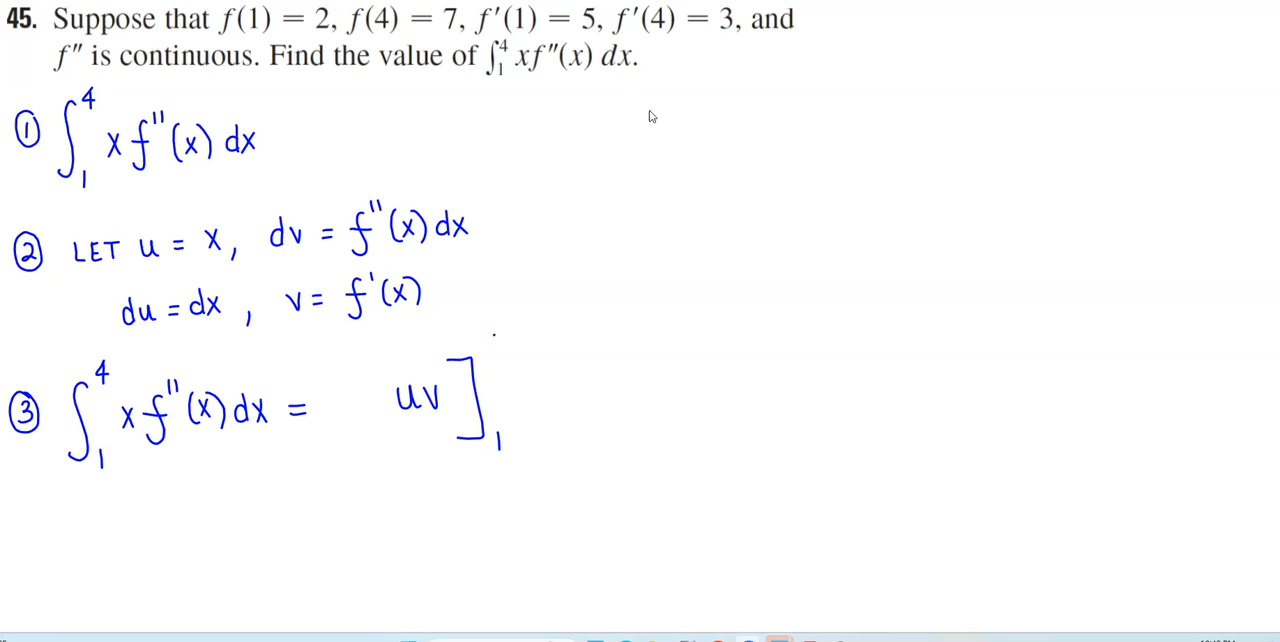 45. Suppose that f(1) = 2, f(4) = 7, f'(1) = 5, f'(4) = 3, and
f" is continuous. Find the value of ∫₁⁴ xf"(x) dx.
① ∫₁⁴ x f"(x) dx
② LET u = x, dv = f"(x) dx
du = dx, v = f'(x)
③ ∫₁⁴ x f"(x) dx = uv ]₁